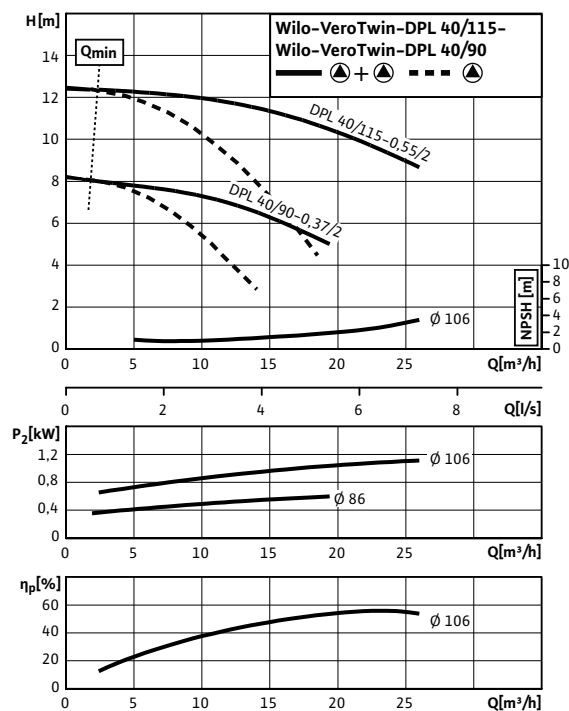 H[m]
Wilo–VeroTwin–DPL 40/115–
Wilo–VeroTwin–DPL 40/90
+
Qmin
14
12
10
8
6
4
2
0
DPL 40/115–0,55/2
DPL 40/90–0,37/2
Ø 106
10
8
6
4
2
0
NPSH [m]
0 5 10 15 20 25 Q[m³/h]
0 2 4 6 8 Q[l/s]
P₂[kW]
1,2
0,8
0,4
0
Ø 106
Ø 86
0 5 10 15 20 25 Q[m³/h]
ηp[%]
60
40
20
0
Ø 106
0 5 10 15 20 25 Q[m³/h]